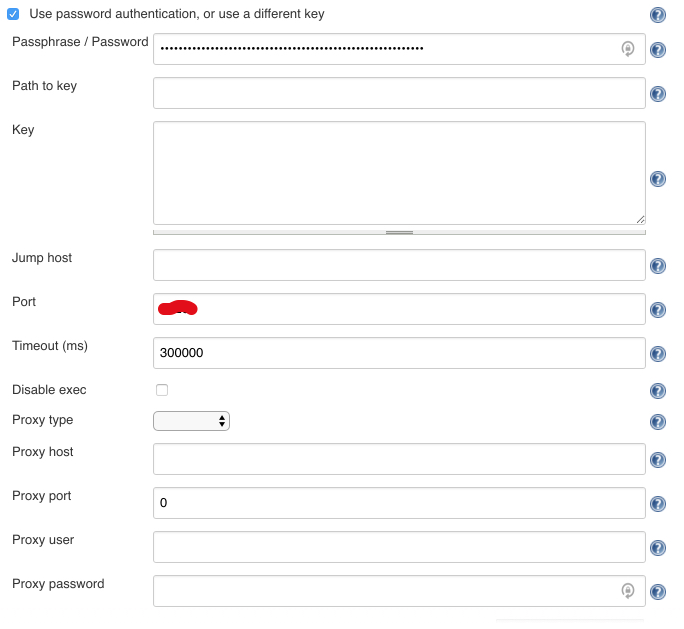 Use password authentication, or use a different key
Passphrase / Password
Path to key
Key
Jump host
Port
Timeout (ms) 300000
Disable exec
Proxy type
Proxy host
Proxy port 0
Proxy user
Proxy password